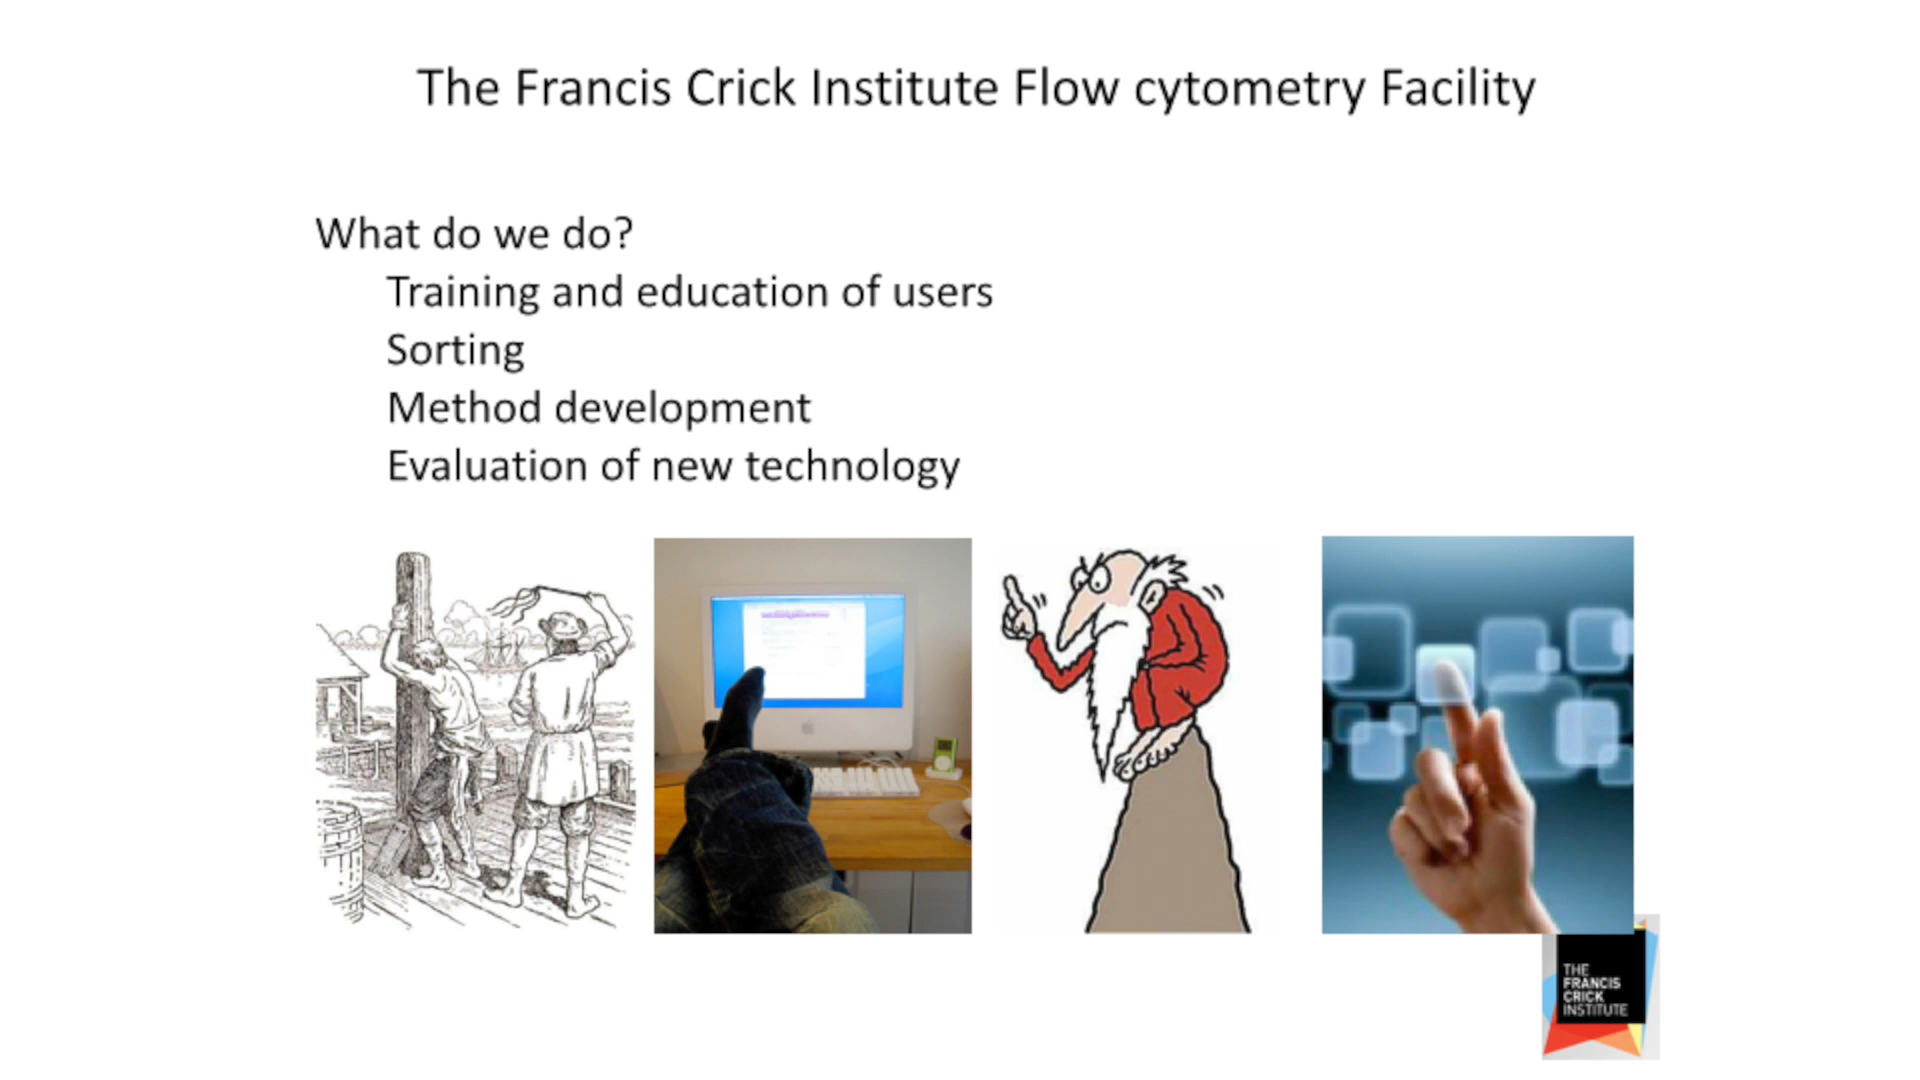 The Francis Crick Institute Flow cytometry Facility
What do we do?
Training and education of users
Sorting
Method development
Evaluation of new technology
THE
FRANCIS
CRICK
INSTITUTE